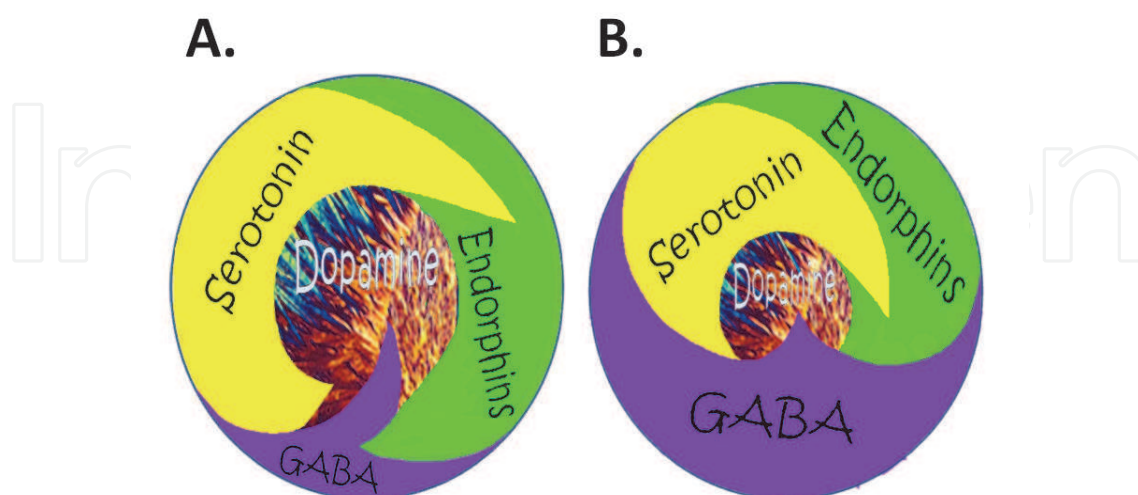 A.
Serotonin
Dopamine
Endorphins
GABA
B.
Serotonin
Endorphins
Dopamine
GABA